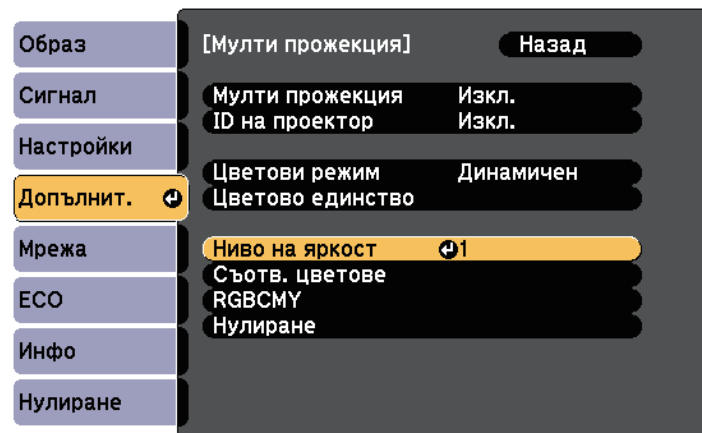 Образ
Сигнал
Настройки
Допълнит.
Мрежа
ECO
Инфо
Нулиране
[Мулти прожекция] Назад
Мулти прожекция Изкл.
ID на проектор Изкл.
Цветови режим Динамичен
Цветово единство
Ниво на яркост 1
Съотв. цветове
RGBCMY
Нулиране